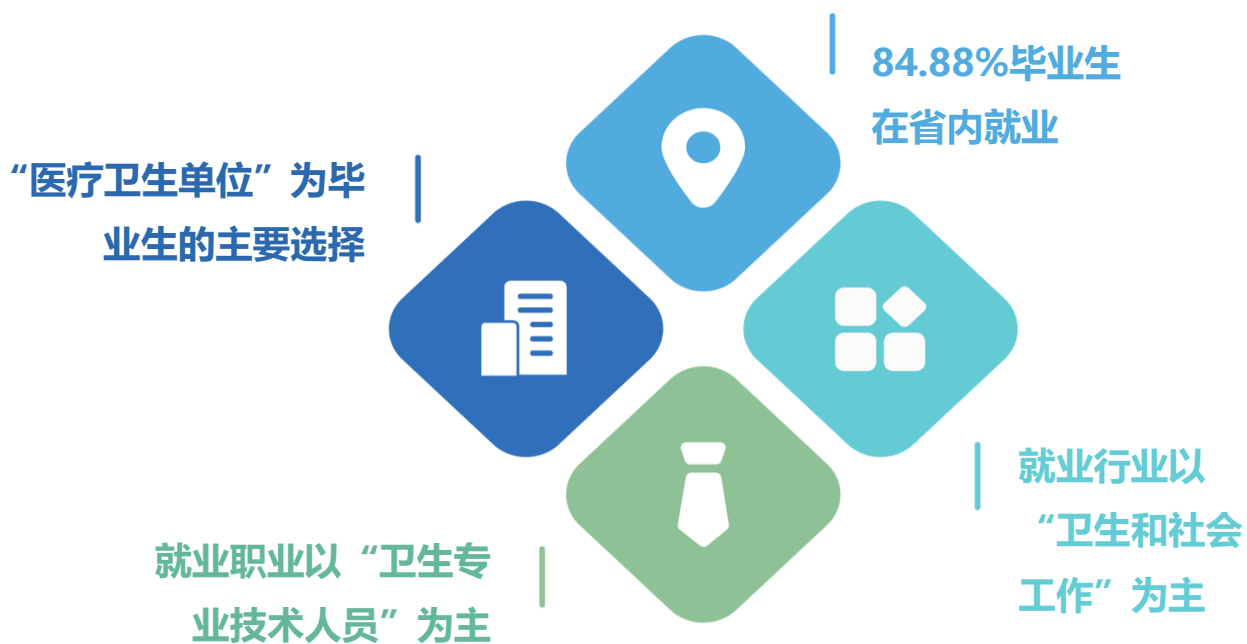 84.88%毕业生
在省内就业
“医疗卫生单位”为毕
业生的主要选择
就业行业以
“卫生和社会
工作”为主
就业职业以“卫生专
业技术人员”为主